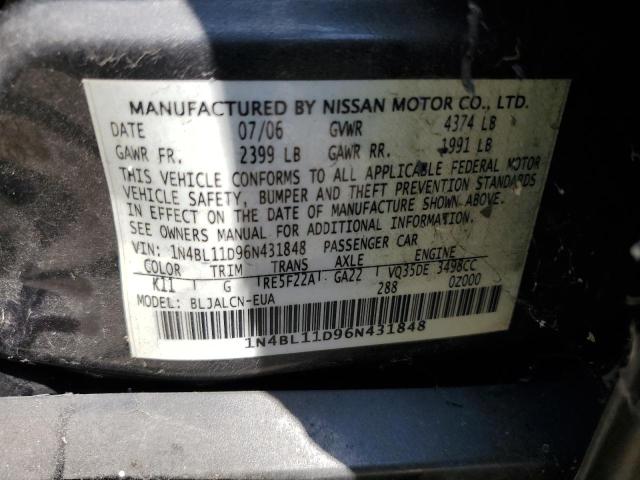 MANUFACTURED BY NISSAN MOTOR CO., LTD.
DATE 07/06 GVWR 4374 LB
GAWR FR. 2399 LB GAWR RR. 1991 LB
THIS VEHICLE CONFORMS TO ALL APPLICABLE FEDERAL MOTOR
VEHICLE SAFETY, BUMPER AND THEFT PREVENTION STANDARDS
IN EFFECT ON THE DATE OF MANUFACTURE SHOWN ABOVE.
SEE OWNERS MANUAL FOR ADDITIONAL INFORMATION.
VIN: 1N4BL11D96N431848 PASSENGER CAR
COLOR TRIM TRANS AXLE ENGINE
K11 G RE5F22A GA22 VQ35DE 3498CC
MODEL: BLJALCN-EUA 288 0Z000
1N4BL11D96N431848